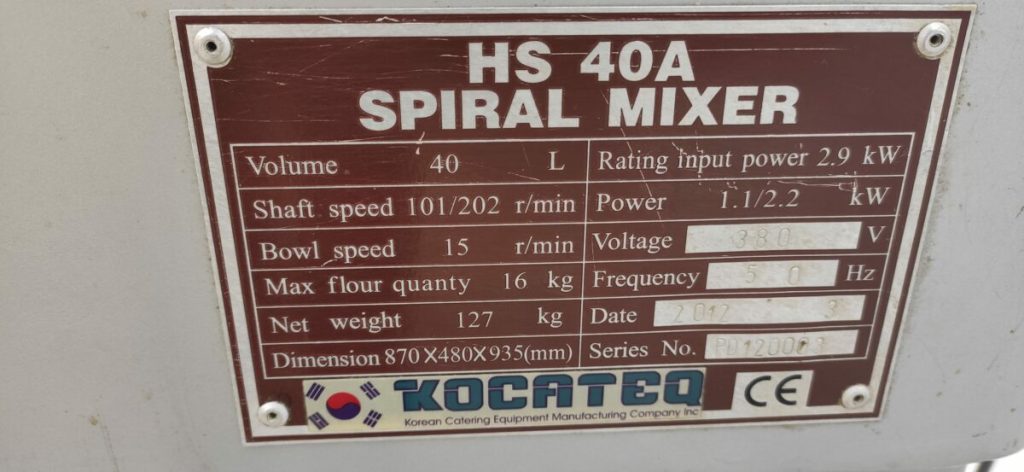 HS 40A
SPIRAL MIXER
Volume 40 L Rating input power 2.9 kW
Shaft speed 101/202 r/min Power 1.1/2.2 kW
Bowl speed 15 r/min Voltage 380 V
Max flour quanty 16 kg Frequency 50 Hz
Net weight 127 kg Date 2012 3
Dimension 870X480X935(mm) Series No.
KOCATEQ CE
Korean Catering Equipment Manufacturing Company Inc